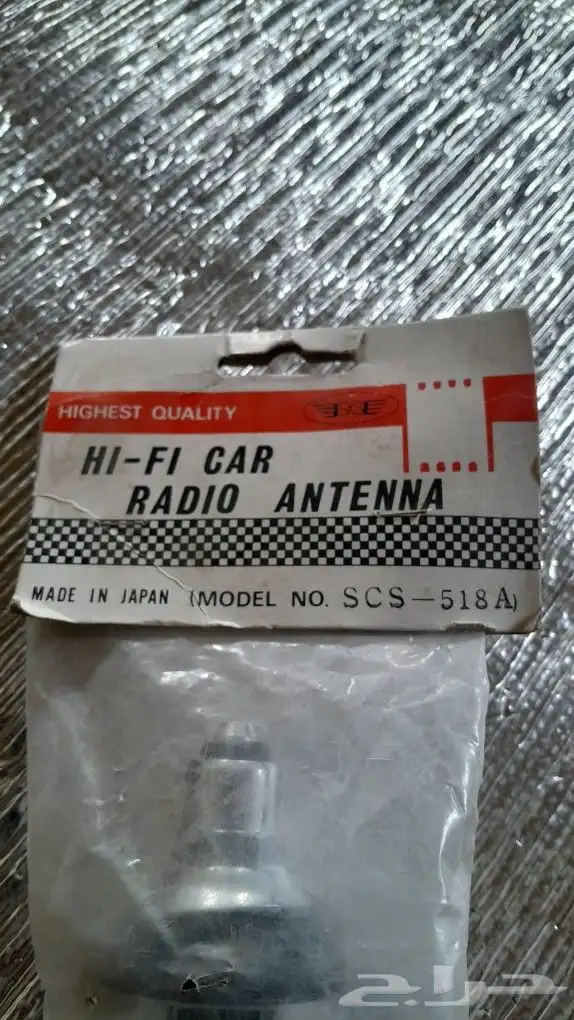 HIGHEST QUALITY
HI-FI CAR
RADIO ANTENNA
MADE IN JAPAN (MODEL NO. SCS-518A)
حراج